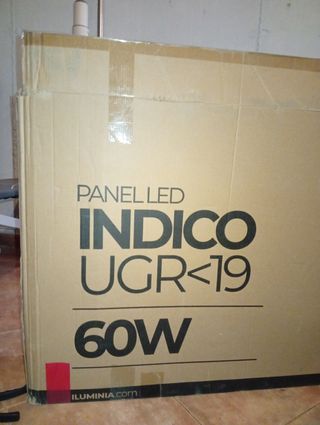 PANEL LED
INDICO
UGR<19
60W
ILUMINIA.com